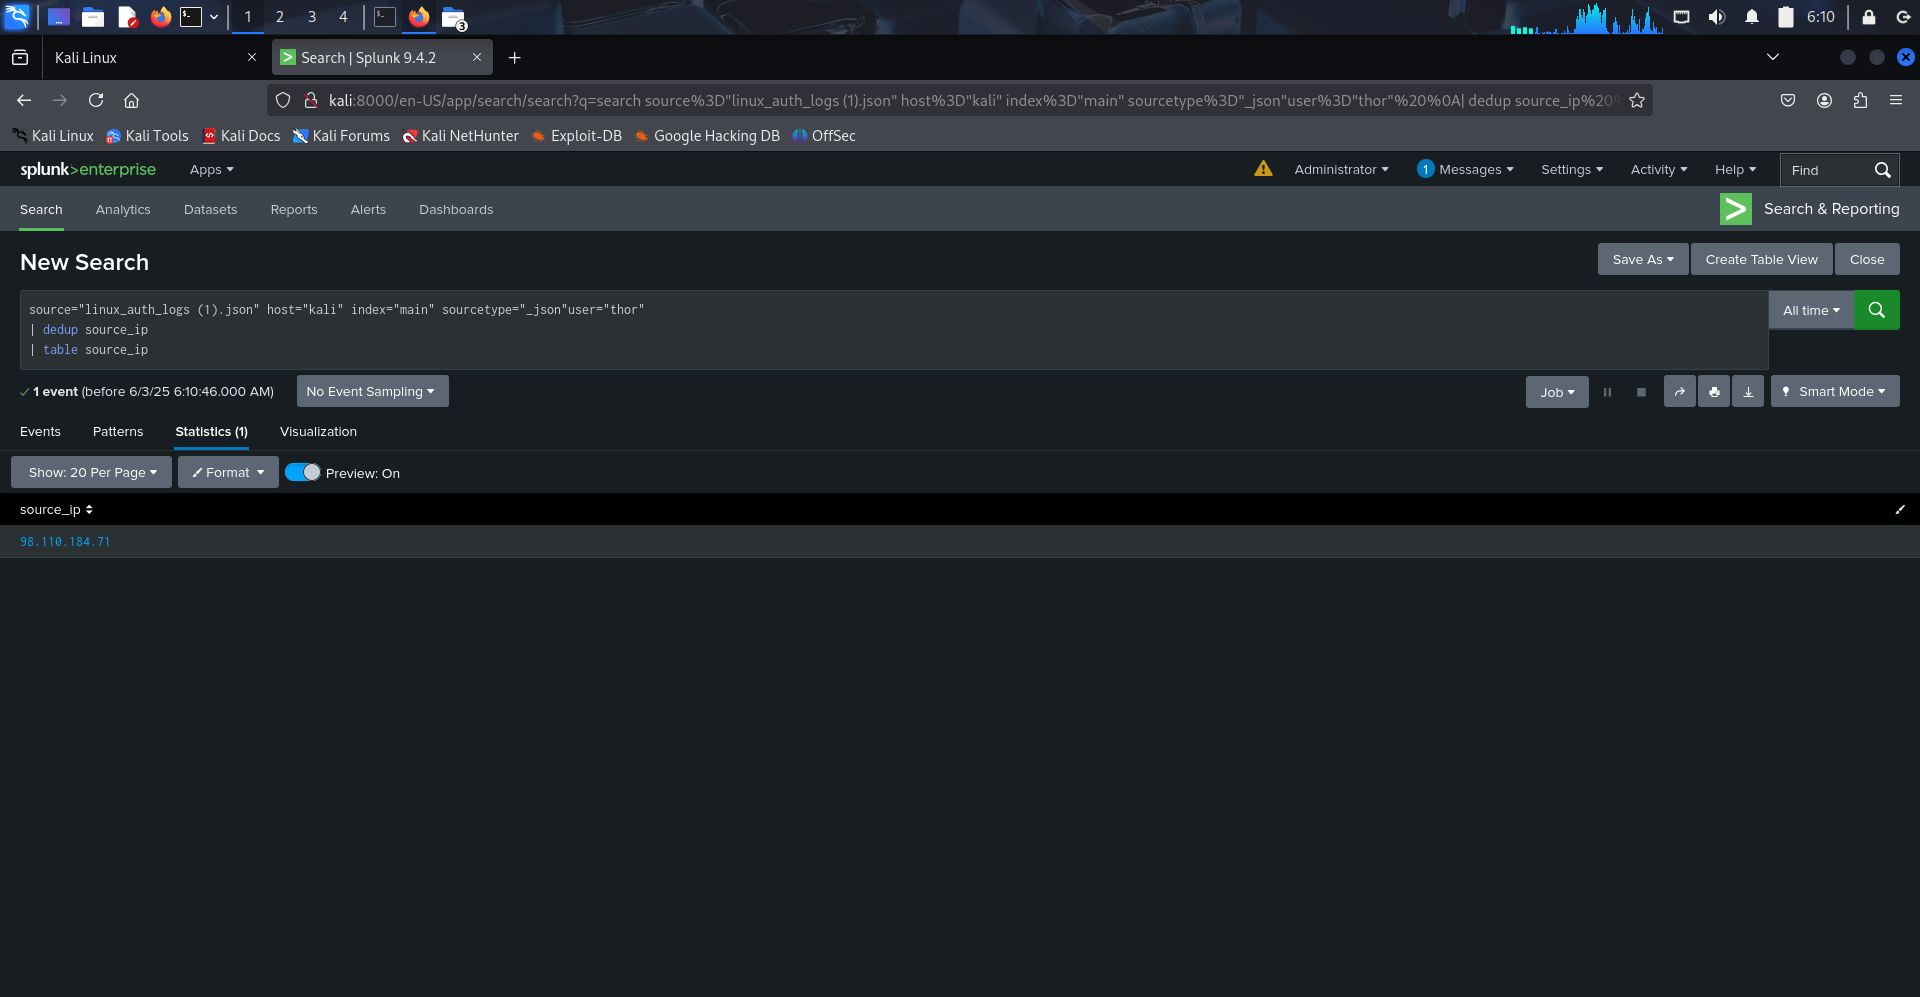 1 2 3 4 3 6:10
Kali Linux Search | Splunk 9.4.2
kali:8000/en-US/app/search/search?q=search source%3D"linux_auth_logs (1).json" host%3D"kali" index%3D"main" sourcetype%3D"_json"user%3D"thor"%20%0A| dedup source_ip%20%
Kali Linux Kali Tools Kali Docs Kali Forums Kali NetHunter Exploit-DB Google Hacking DB OffSec
splunk>enterprise Apps Administrator 1 Messages Settings Activity Help Find
Search Analytics Datasets Reports Alerts Dashboards Search & Reporting
New Search Save As Create Table View Close
source="linux_auth_logs (1).json" host="kali" index="main" sourcetype="_json"user="thor" All time
| dedup source_ip
| table source_ip
1 event (before 6/3/25 6:10:46.000 AM) No Event Sampling Job Smart Mode
Events Patterns Statistics (1) Visualization
Show: 20 Per Page Format Preview: On
source_ip
98.110.184.71